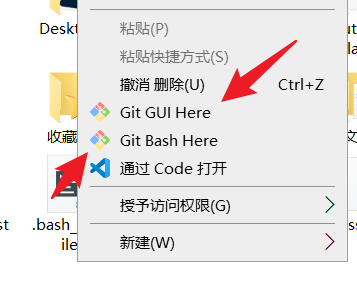 Deskt
粘贴(P)
粘贴快捷方式(S)
撤消 删除(U) Ctrl+Z
Git GUI Here
收藏
文
Git Bash Here
通过 Code 打开
.bash_
ile
st
授予访问权限(G)
新建(W)